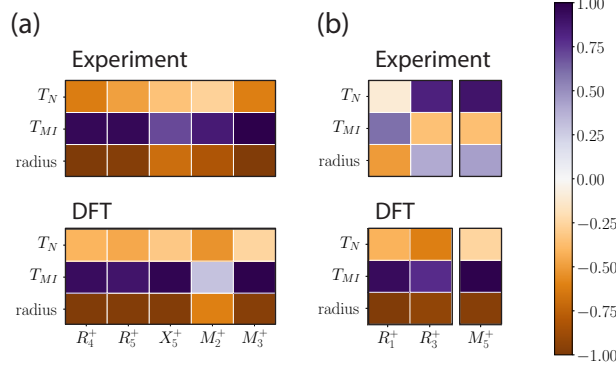 (a)
Experiment
T_N
T_MI
radius
DFT
T_N
T_MI
radius
R_4^+ R_5^+ X_5^+ M_2^+ M_3^+
(b)
Experiment
T_N
T_MI
radius
DFT
T_N
T_MI
radius
R_1^+ R_3^+ M_5^+
1.00
0.75
0.50
0.25
0.00
−0.25
−0.50
−0.75
−1.00